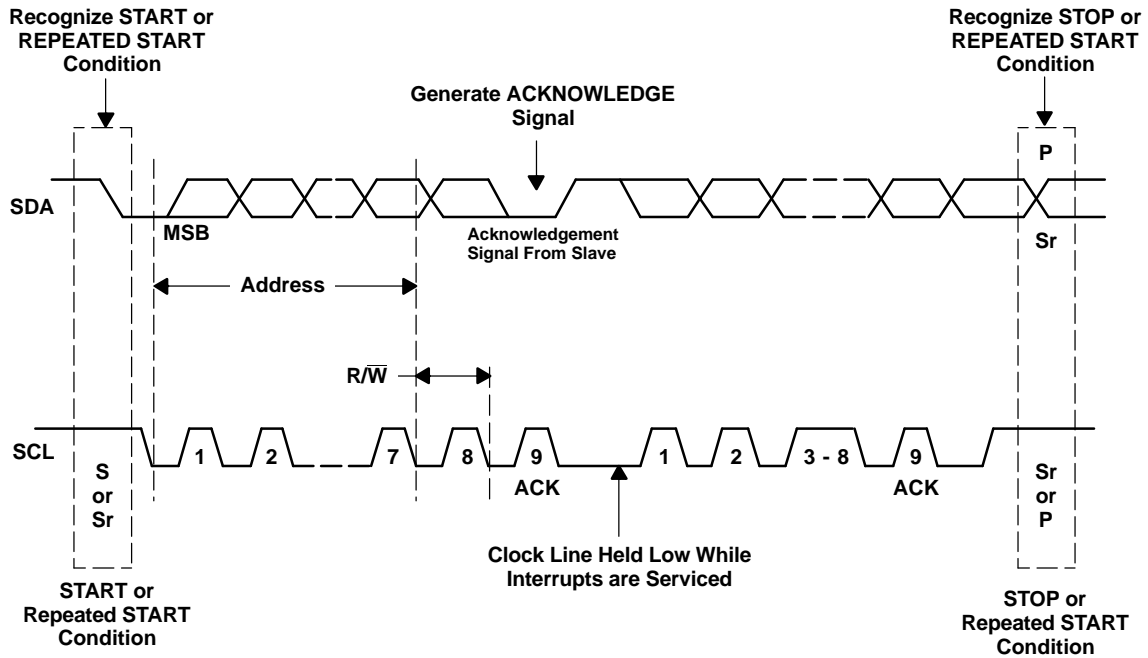 Recognize START or
REPEATED START
Condition
Recognize STOP or
REPEATED START
Condition
Generate ACKNOWLEDGE
Signal
P
SDA
MSB
Acknowledgement
Signal From Slave
Sr
Address
R/W̅
SCL
1
2
7
8
9
1
2
3 - 8
9
ACK
ACK
S
or
Sr
Sr
or
P
Clock Line Held Low While
Interrupts are Serviced
START or
Repeated START
Condition
STOP or
Repeated START
Condition